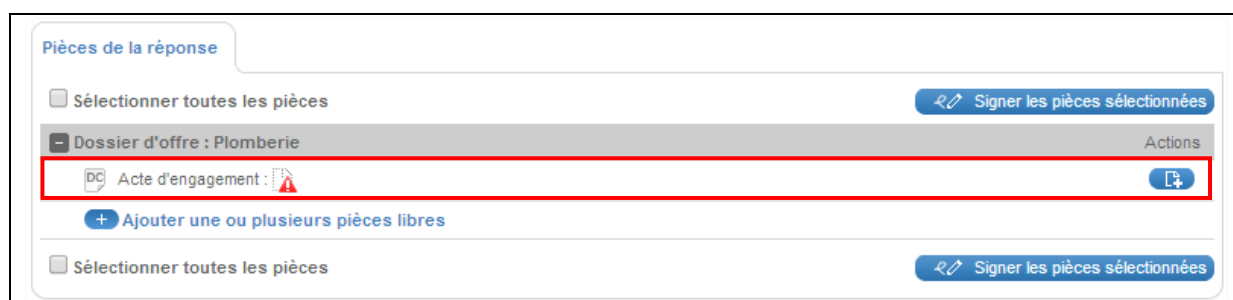 Pièces de la réponse
Sélectionner toutes les pièces Signer les pièces sélectionnées
Dossier d'offre : Plomberie Actions
DC Acte d'engagement :
Ajouter une ou plusieurs pièces libres
Sélectionner toutes les pièces Signer les pièces sélectionnées